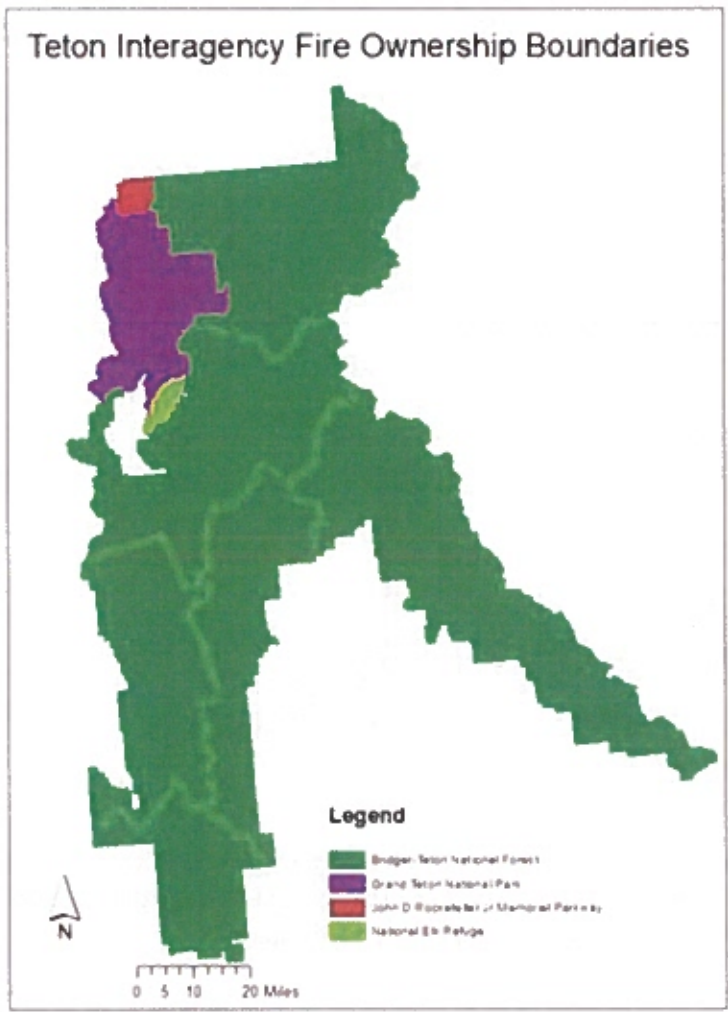 Teton Interagency Fire Ownership Boundaries
Legend
Bridger-Teton National Forest
Grand Teton National Park
John D Rockefeller Jr Memorial Parkway
National Elk Refuge
N
0 5 10 20 Miles